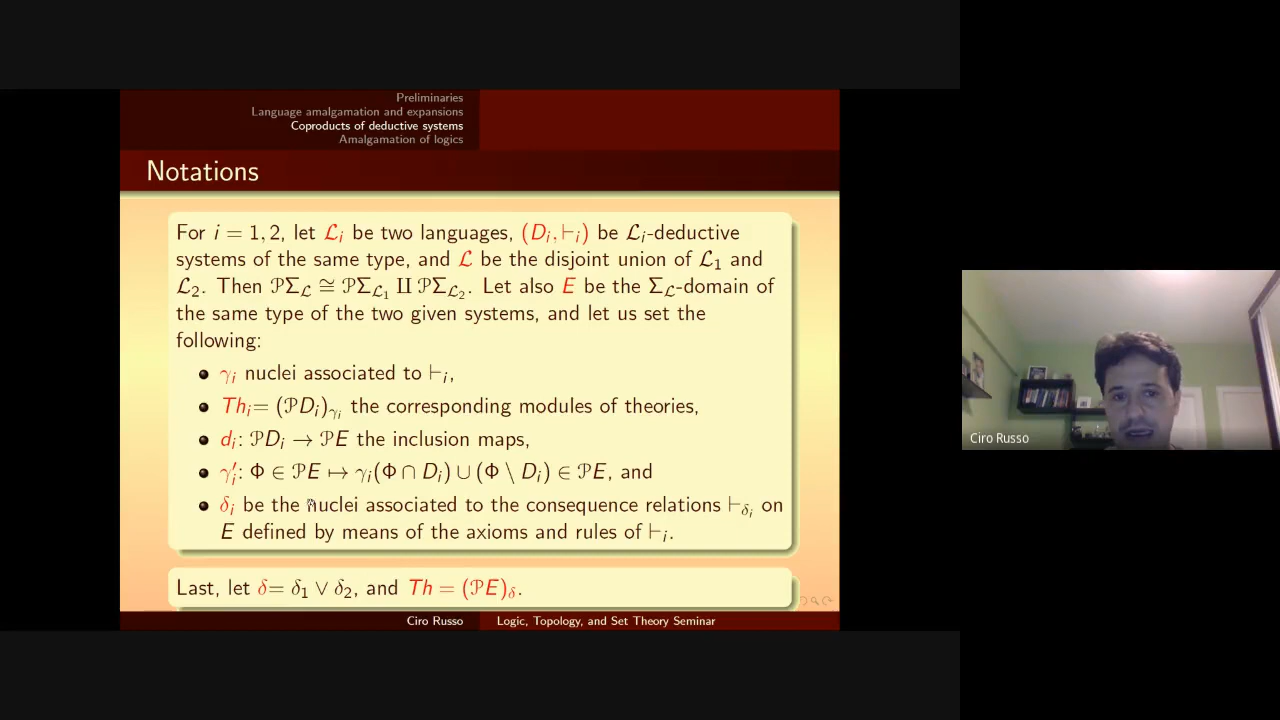 Preliminaries
Language amalgamation and expansions
Coproducts of deductive systems
Amalgamation of logics
Notations
For i = 1, 2, let ℒᵢ be two languages, (Dᵢ, ⊢ᵢ) be ℒᵢ-deductive
systems of the same type, and ℒ be the disjoint union of ℒ₁ and
ℒ₂. Then 𝒫Σ_ℒ ≅ 𝒫Σ_ℒ₁ ∐ 𝒫Σ_ℒ₂. Let also E be the Σ_ℒ-domain of
the same type of the two given systems, and let us set the
following:
● γᵢ nuclei associated to ⊢ᵢ,
● Thᵢ= (𝒫Dᵢ)_γᵢ the corresponding modules of theories,
● dᵢ: 𝒫Dᵢ → 𝒫E the inclusion maps,
● γ′ᵢ: Φ ∈ 𝒫E ↦ γᵢ(Φ ∩ Dᵢ) ∪ (Φ \ Dᵢ) ∈ 𝒫E, and
● δᵢ be the nuclei associated to the consequence relations ⊢_δᵢ on
E defined by means of the axioms and rules of ⊢ᵢ.
Last, let δ= δ₁ ∨ δ₂, and Th = (𝒫E)_δ.
Ciro Russo Logic, Topology, and Set Theory Seminar
Ciro Russo